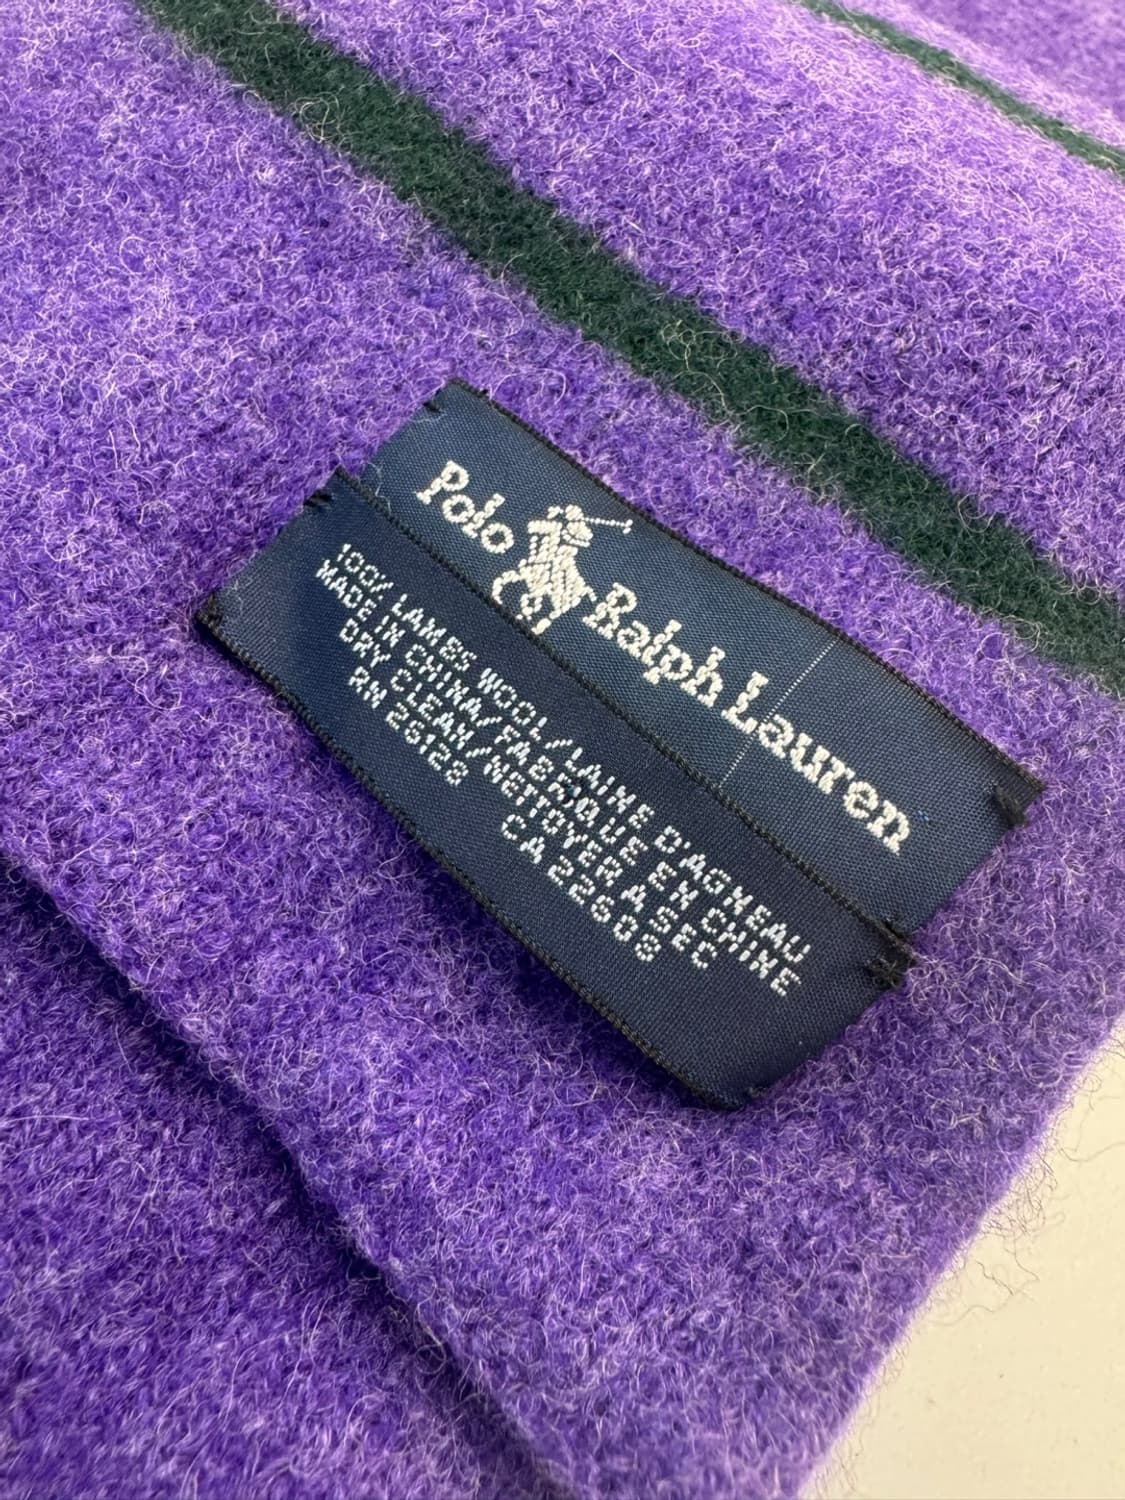 Polo Ralph Lauren
100% LAMBS WOOL/LAINE D'AGNEAU
MADE IN CHINA/FABRIQUE EN CHINE
DRY CLEAN/NETTOYER A SEC
RN 26128 CA 22608